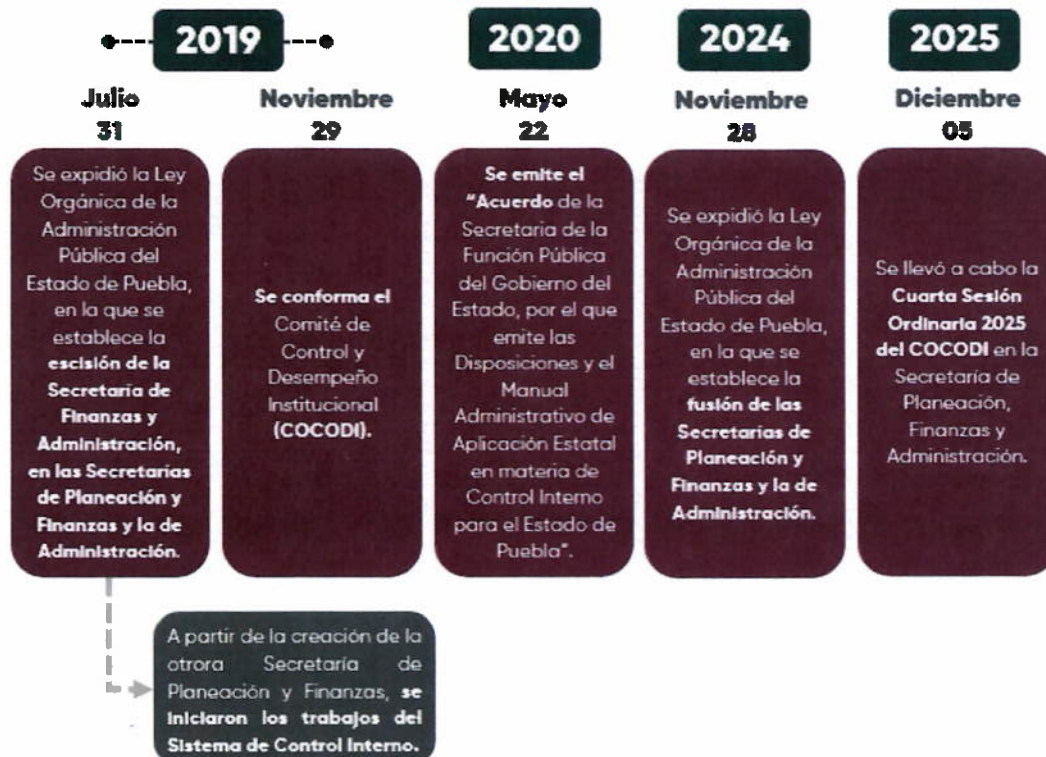 2019
Julio
31
Se expidió la Ley
Orgánica de la
Administración
Pública del
Estado de Puebla,
en la que se
establece la
escisión de la
Secretaría de
Finanzas y
Administración,
en las Secretarias
de Planeación y
Finanzas y la de
Administración.
Noviembre
29
Se conforma el
Comité de
Control y
Desempeño
Institucional
(COCODI).
2020
Mayo
22
Se emite el
"Acuerdo de la
Secretaria de la
Función Pública
del Gobierno del
Estado, por el que
emite las
Disposiciones y el
Manual
Administrativo de
Aplicación Estatal
en materia de
Control Interno
para el Estado de
Puebla".
2024
Noviembre
28
Se expidió la Ley
Orgánica de la
Administración
Pública del
Estado de Puebla,
en la que se
establece la
fusión de las
Secretarías de
Planeación y
Finanzas y la de
Administración.
2025
Diciembre
05
Se llevó a cabo la
Cuarta Sesión
Ordinaria 2025
del COCODI en la
Secretaría de
Planeación,
Finanzas y
Administración.
A partir de la creación de la
otrora Secretaría de
Planeación y Finanzas, se
iniciaron los trabajos del
Sistema de Control Interno.